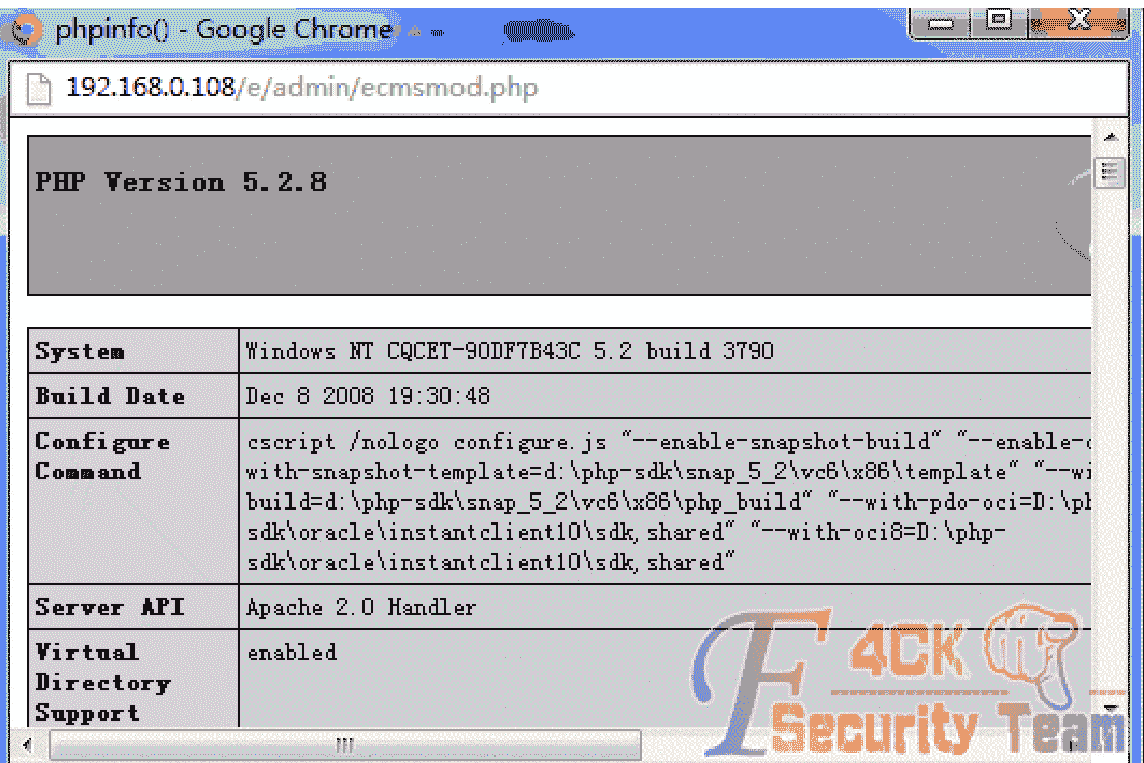 phpinfo() - Google Chrome
192.168.0.108/e/admin/ecmsmod.php
PHP Version 5.2.8
System
Windows NT CQCET-90DF7B43C 5.2 build 3790
Build Date
Dec 8 2008 19:30:48
Configure
Command
cscript /nologo configure.js "--enable-snapshot-build" "--enable-
with-snapshot-template=d:\php-sdk\snap_5_2\vc6\x86\template" "--wi
build=d:\php-sdk\snap_5_2\vc6\x86\php_build" "--with-pdo-oci=D:\ph
sdk\oracle\instantclient10\sdk,shared" "--with-oci8=D:\php-
sdk\oracle\instantclient10\sdk,shared"
Server API
Apache 2.0 Handler
Virtual
Directory
Support
enabled
F4CK
Security Team